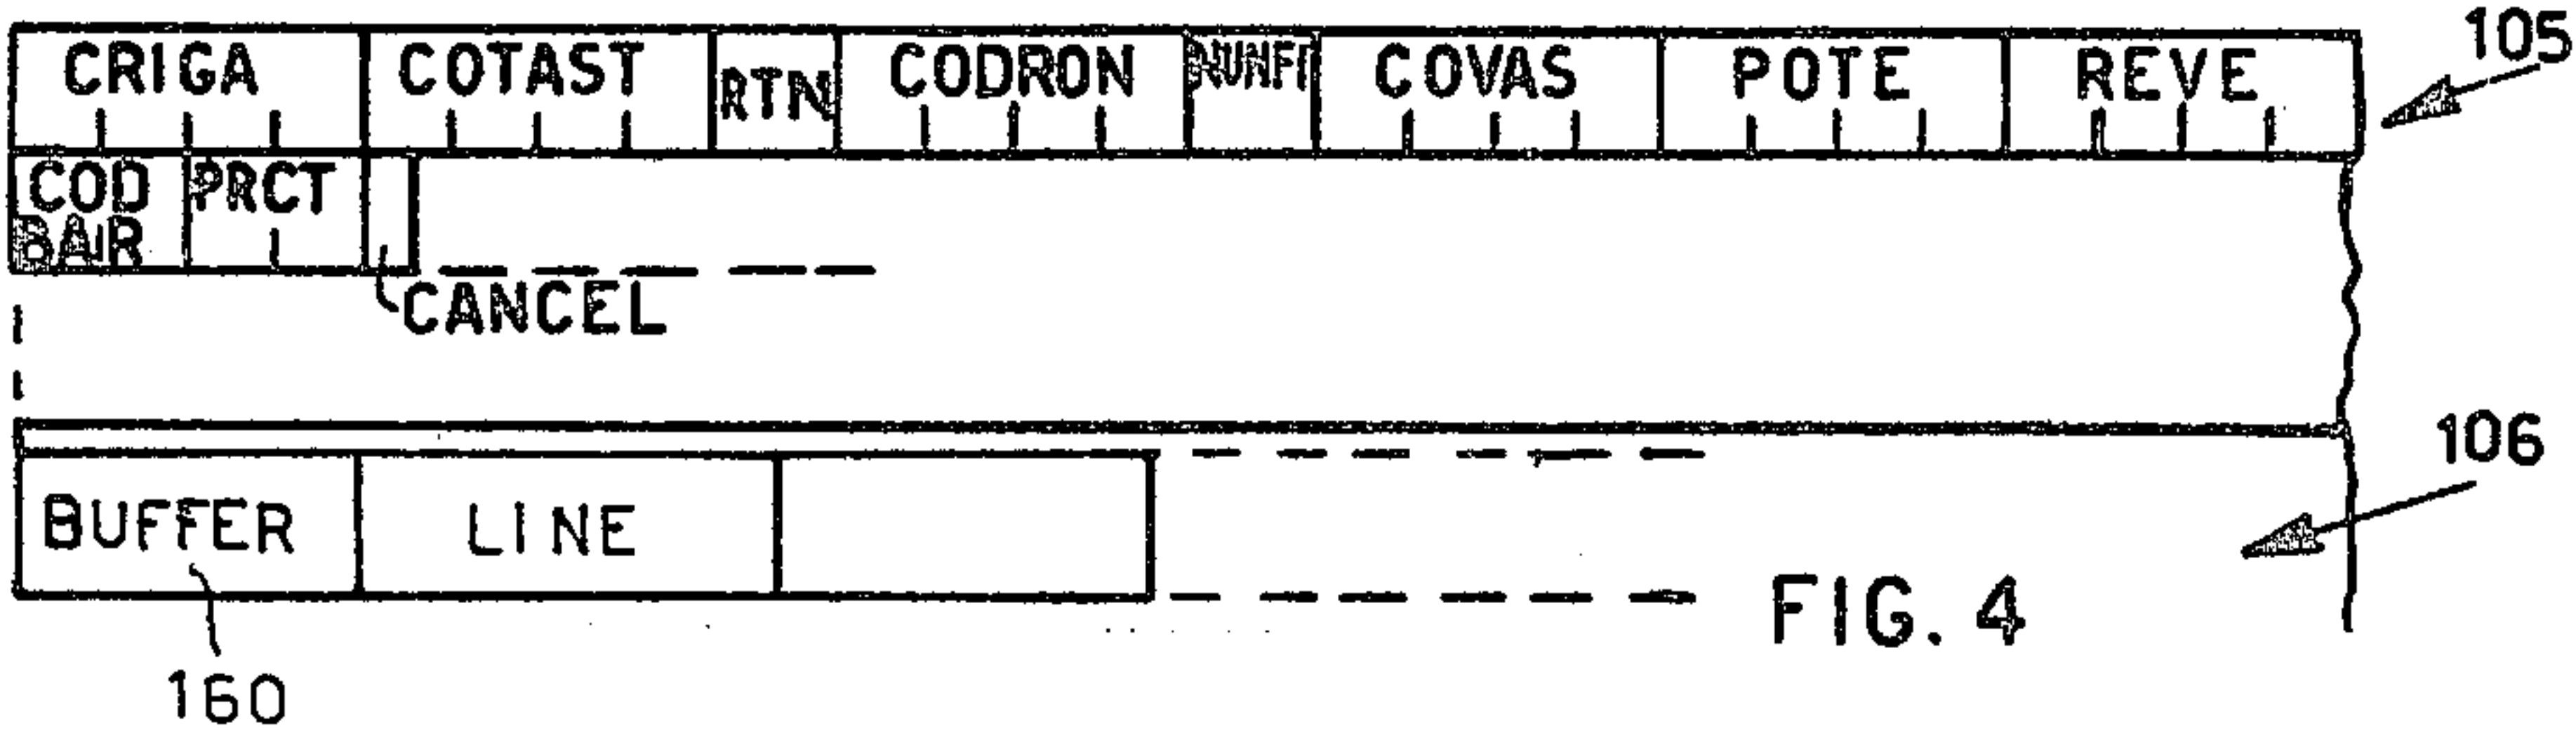 CRIGA COTAST RTN CODRON COVAS POTE REVE 105
COD BAR PRCT
CANCEL
106
BUFFER LINE
FIG. 4
160